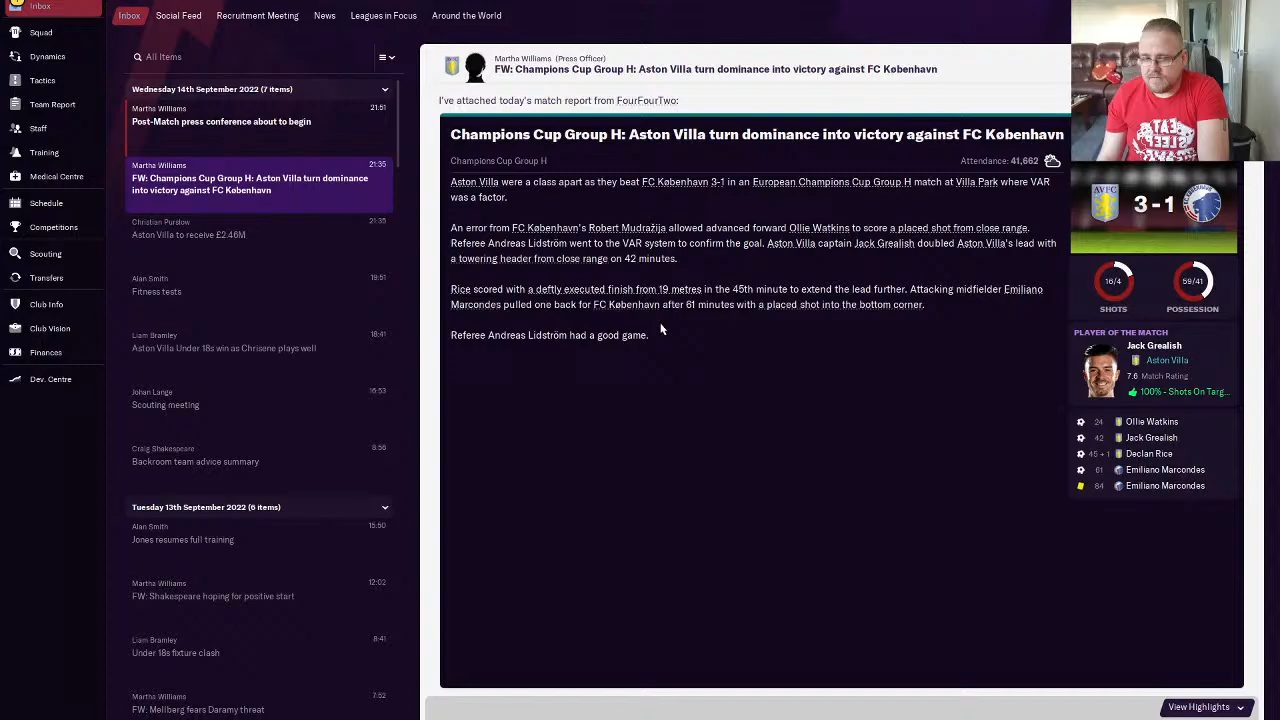 Inbox
Squad
Dynamics
Tactics
Team Report
Staff
Training
Medical Centre
Schedule
Competitions
Scouting
Transfers
Club Info
Club Vision
Finances
Dev. Centre
Inbox Social Feed Recruitment Meeting News Leagues in Focus Around the World
All Items
Wednesday 14th September 2022 (7 items)
Martha Williams 21:51
Post-Match press conference about to begin
Martha Williams 21:35
FW: Champions Cup Group H: Aston Villa turn dominance
into victory against FC København
Christian Purslow 21:35
Aston Villa to receive £2.46M
Alan Smith 19:51
Fitness tests
Liam Bramley 18:41
Aston Villa Under 18s win as Chrisene plays well
Johan Lange 16:53
Scouting meeting
Craig Shakespeare 8:56
Backroom team advice summary
Tuesday 13th September 2022 (6 items)
Alan Smith 15:50
Jones resumes full training
Martha Williams 12:02
FW: Shakespeare hoping for positive start
Liam Bramley 8:41
Under 18s fixture clash
Martha Williams 7:52
FW: Mellberg fears Daramy threat
Martha Williams (Press Officer)
FW: Champions Cup Group H: Aston Villa turn dominance into victory against FC København
I've attached today's match report from FourFourTwo:
Champions Cup Group H: Aston Villa turn dominance into victory against FC København
Champions Cup Group H Attendance: 41,662
Aston Villa were a class apart as they beat FC København 3-1 in an European Champions Cup Group H match at Villa Park where VAR
was a factor.
An error from FC København's Robert Mudražija allowed advanced forward Ollie Watkins to score a placed shot from close range.
Referee Andreas Lidström went to the VAR system to confirm the goal. Aston Villa captain Jack Grealish doubled Aston Villa's lead with
a towering header from close range on 42 minutes.
Rice scored with a deftly executed finish from 19 metres in the 45th minute to extend the lead further. Attacking midfielder Emiliano
Marcondes pulled one back for FC København after 61 minutes with a placed shot into the bottom corner.
Referee Andreas Lidström had a good game.
EAT
SLEEP
AVFC 3-1
16/4 59/41
SHOTS POSSESSION
PLAYER OF THE MATCH
Jack Grealish
Aston Villa
7.6 Match Rating
100% - Shots On Targ...
24 Ollie Watkins
42 Jack Grealish
45 + 1 Declan Rice
61 Emiliano Marcondes
84 Emiliano Marcondes
View Highlights